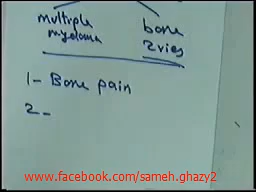 multiple bone
myeloma 2ries
1- Bone pain
2-
www.facebook.com/sameh.ghazy2